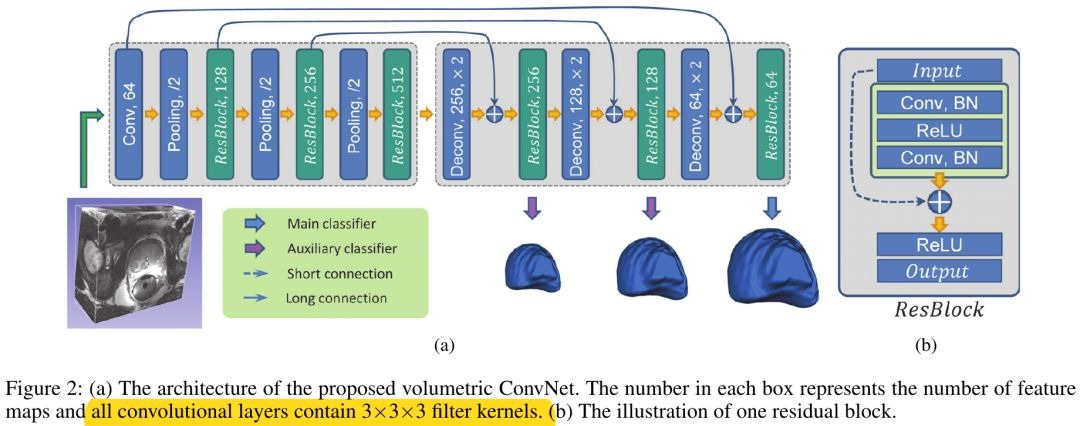 Conv, 64
Pooling, /2
ResBlock, 128
Pooling, /2
ResBlock, 256
Pooling, /2
ResBlock, 512
Deconv, 256, × 2
ResBlock, 256
Deconv, 128, × 2
ResBlock, 128
Deconv, 64, × 2
ResBlock, 64
Main classifier
Auxiliary classifier
Short connection
Long connection
(a)
Input
Conv, BN
ReLU
Conv, BN
ReLU
Output
ResBlock
(b)
Figure 2: (a) The architecture of the proposed volumetric ConvNet. The number in each box represents the number of feature
maps and all convolutional layers contain 3×3×3 filter kernels. (b) The illustration of one residual block.